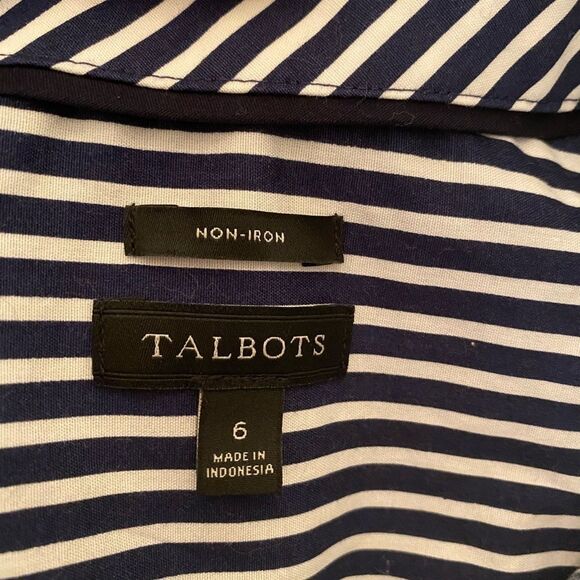 NON-IRON
TALBOTS
6
MADE IN
INDONESIA